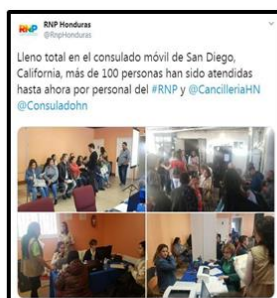 RNP Honduras
@RnpHonduras
Lleno total en el consulado móvil de San Diego,
California, más de 100 personas han sido atendidas
hasta ahora por personal del #RNP y @CancilleriaHN
@Consuladohn